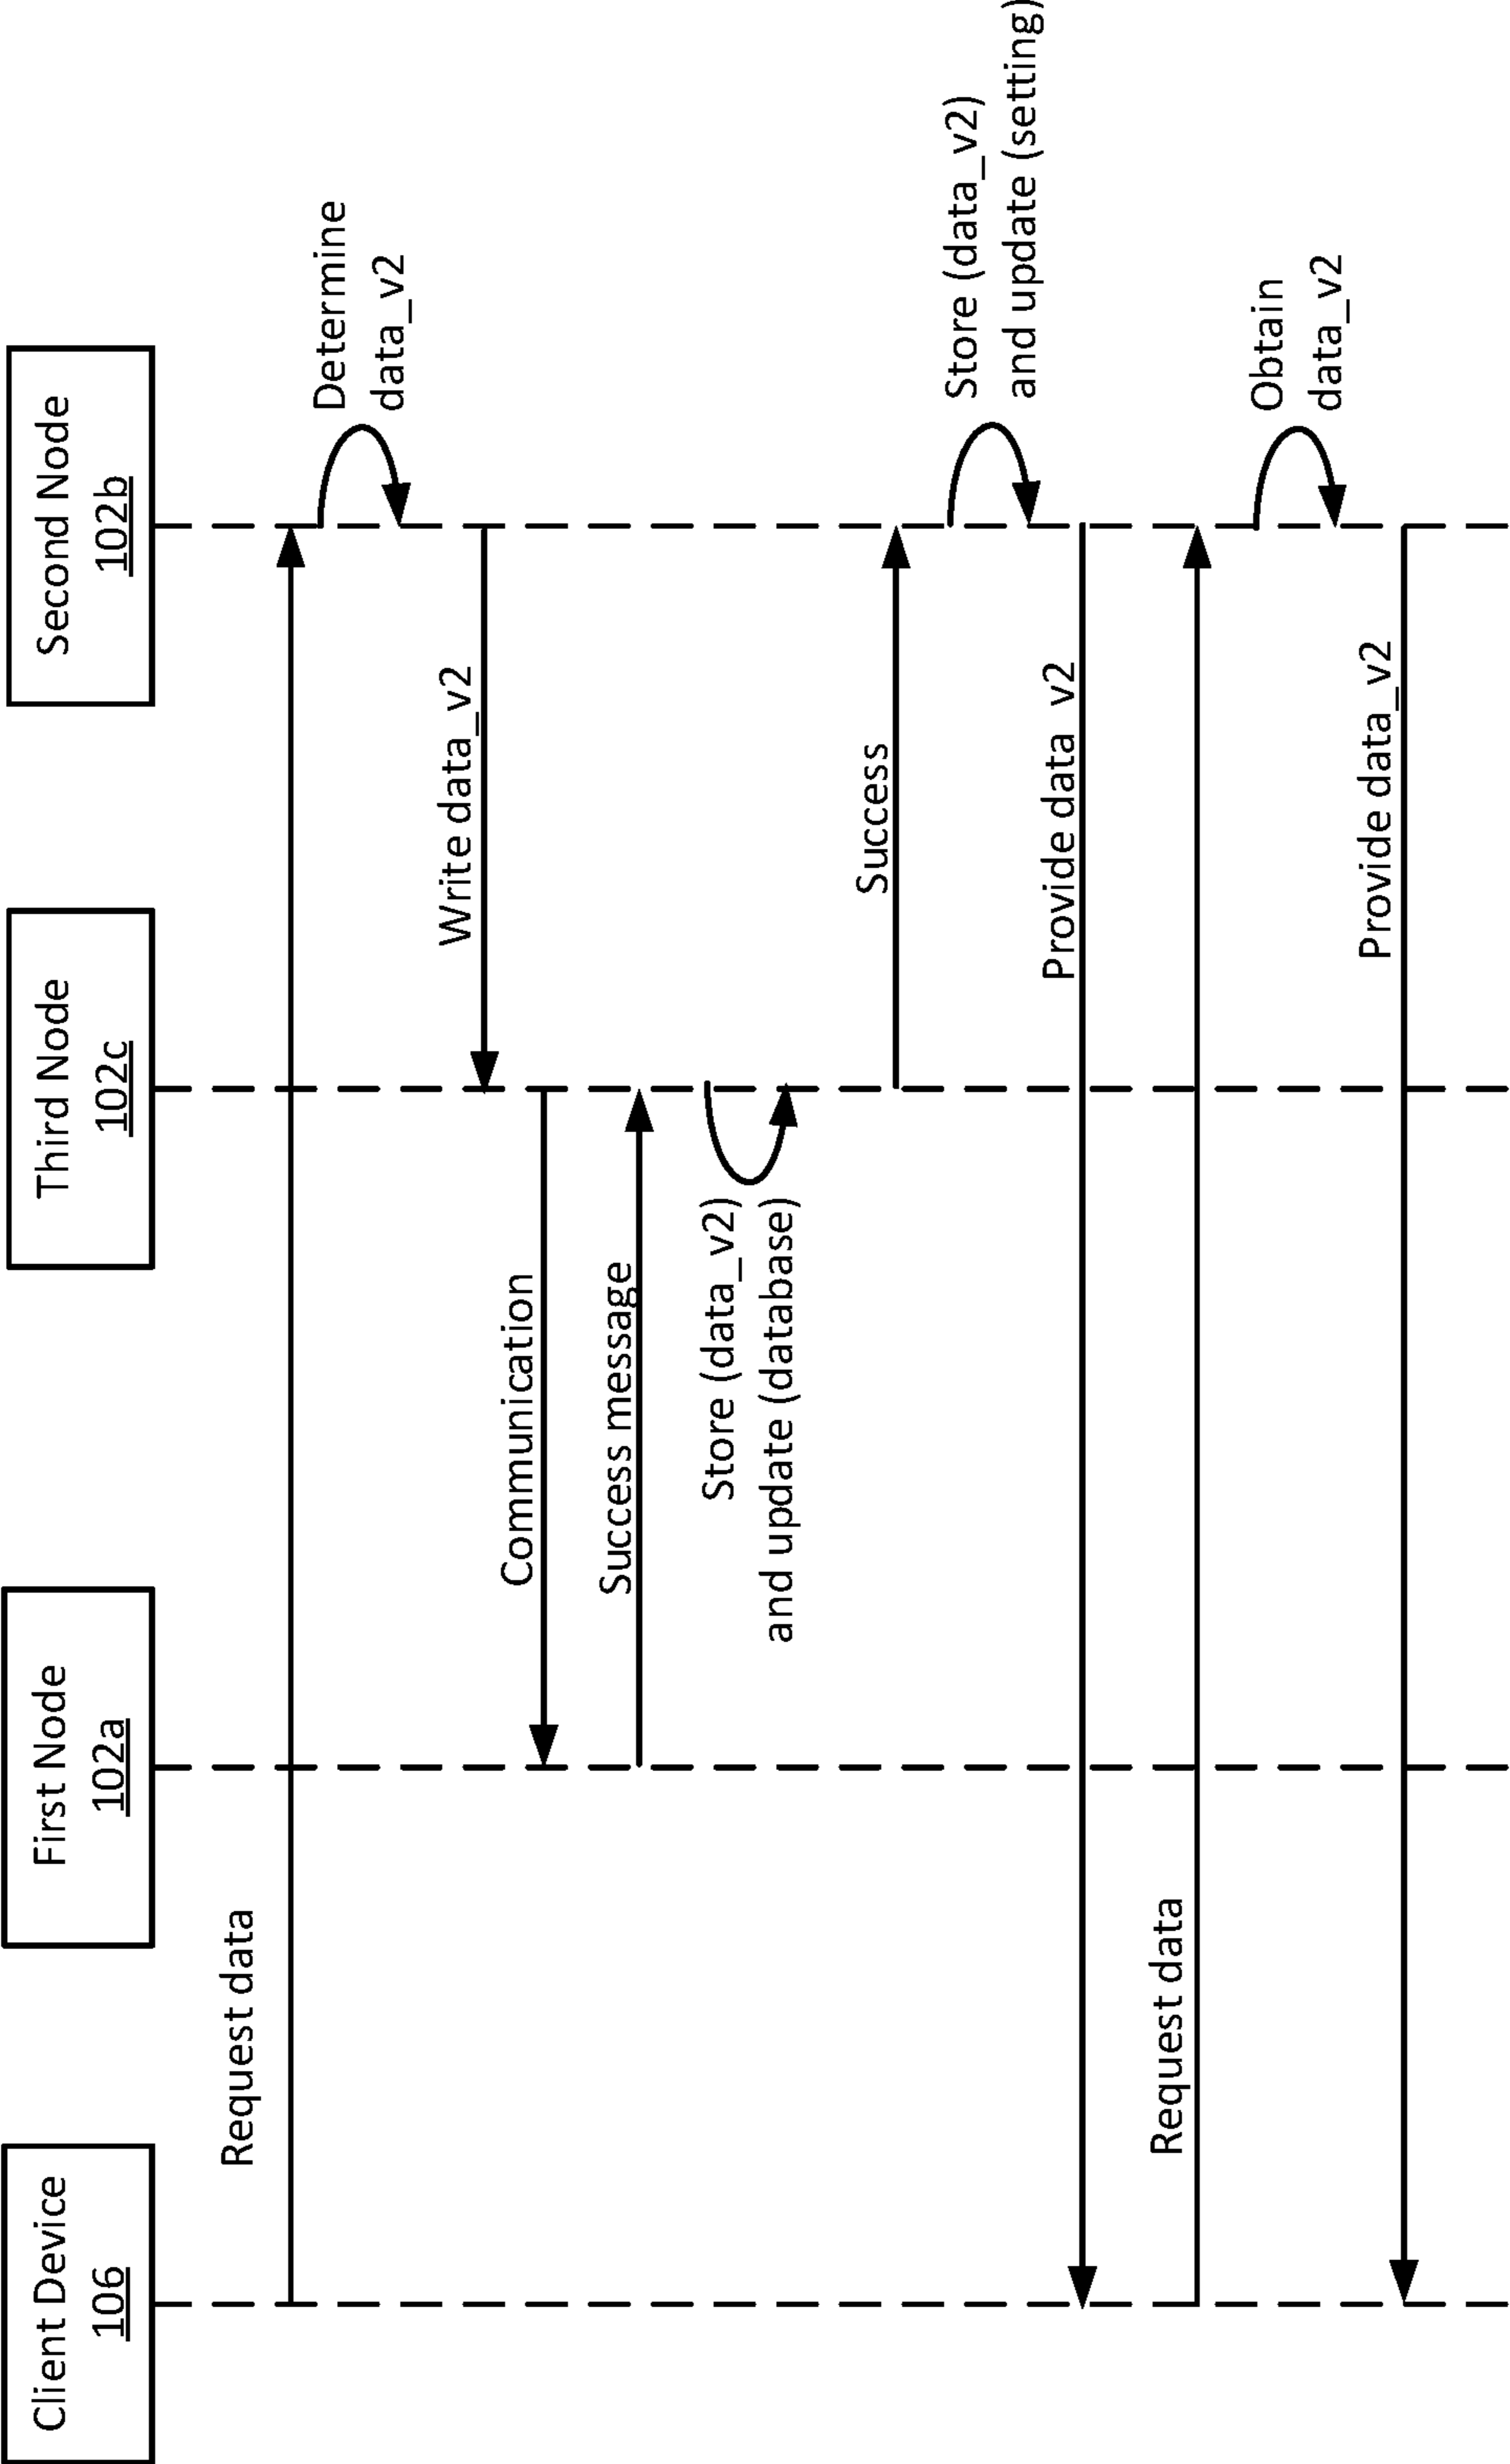 Client Device
106
First Node
102a
Third Node
102c
Second Node
102b
Request data
Determine
data_v2
Write data_v2
Communication
Success message
Store (data_v2)
and update (database)
Success
Store (data_v2)
and update (setting)
Provide data_v2
Request data
Obtain
data_v2
Provide data_v2